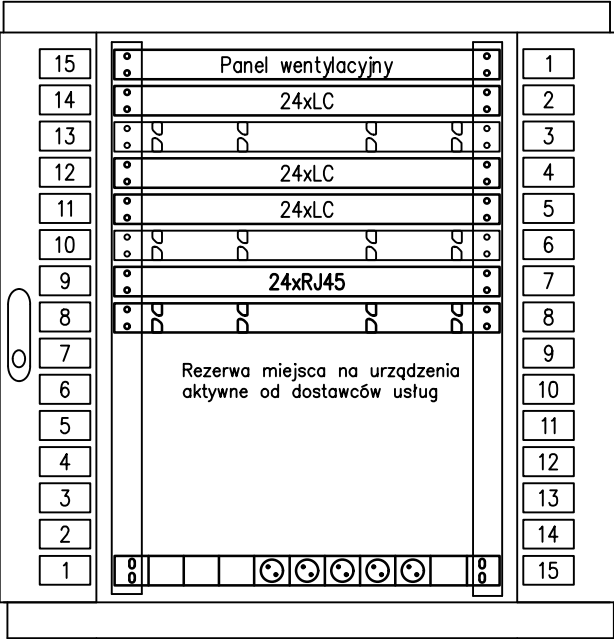 15 Panel wentylacyjny 1
14 24xLC 2
13 3
12 24xLC 4
11 24xLC 5
10 6
9 24xRJ45 7
8 8
7 9
Rezerwa miejsca na urządzenia
aktywne od dostawców usług
6 10
5 11
4 12
3 13
2 14
1 15